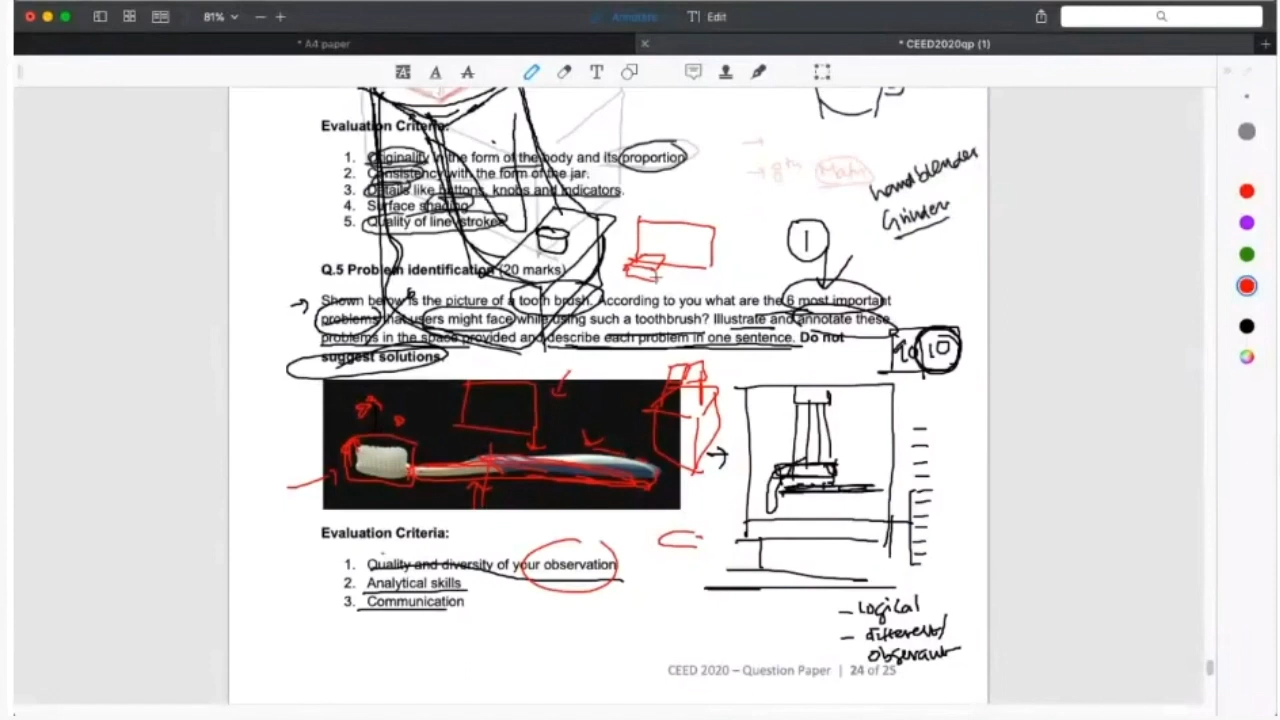 81%
Annotate
Edit
* A4 paper
* CEED2020qp (1)
Evaluation Criteria:
1. Originality in the form of the body and its proportion
2. Consistency with the form of the jar.
3. Details like buttons, knobs and indicators.
4. Surface shading
5. Quality of line strokes
8th Main
handblender
Grinder
1
Q.5 Problem identification (20 marks)
Shown below is the picture of a tooth brush. According to you what are the 6 most important
problems that users might face while using such a toothbrush? Illustrate and annotate these
problems in the space provided and describe each problem in one sentence. Do not
suggest solutions.
10
Evaluation Criteria:
1. Quality and diversity of your observation
2. Analytical skills
3. Communication
- logical
- different/
observant
CEED 2020 – Question Paper | 24 of 25